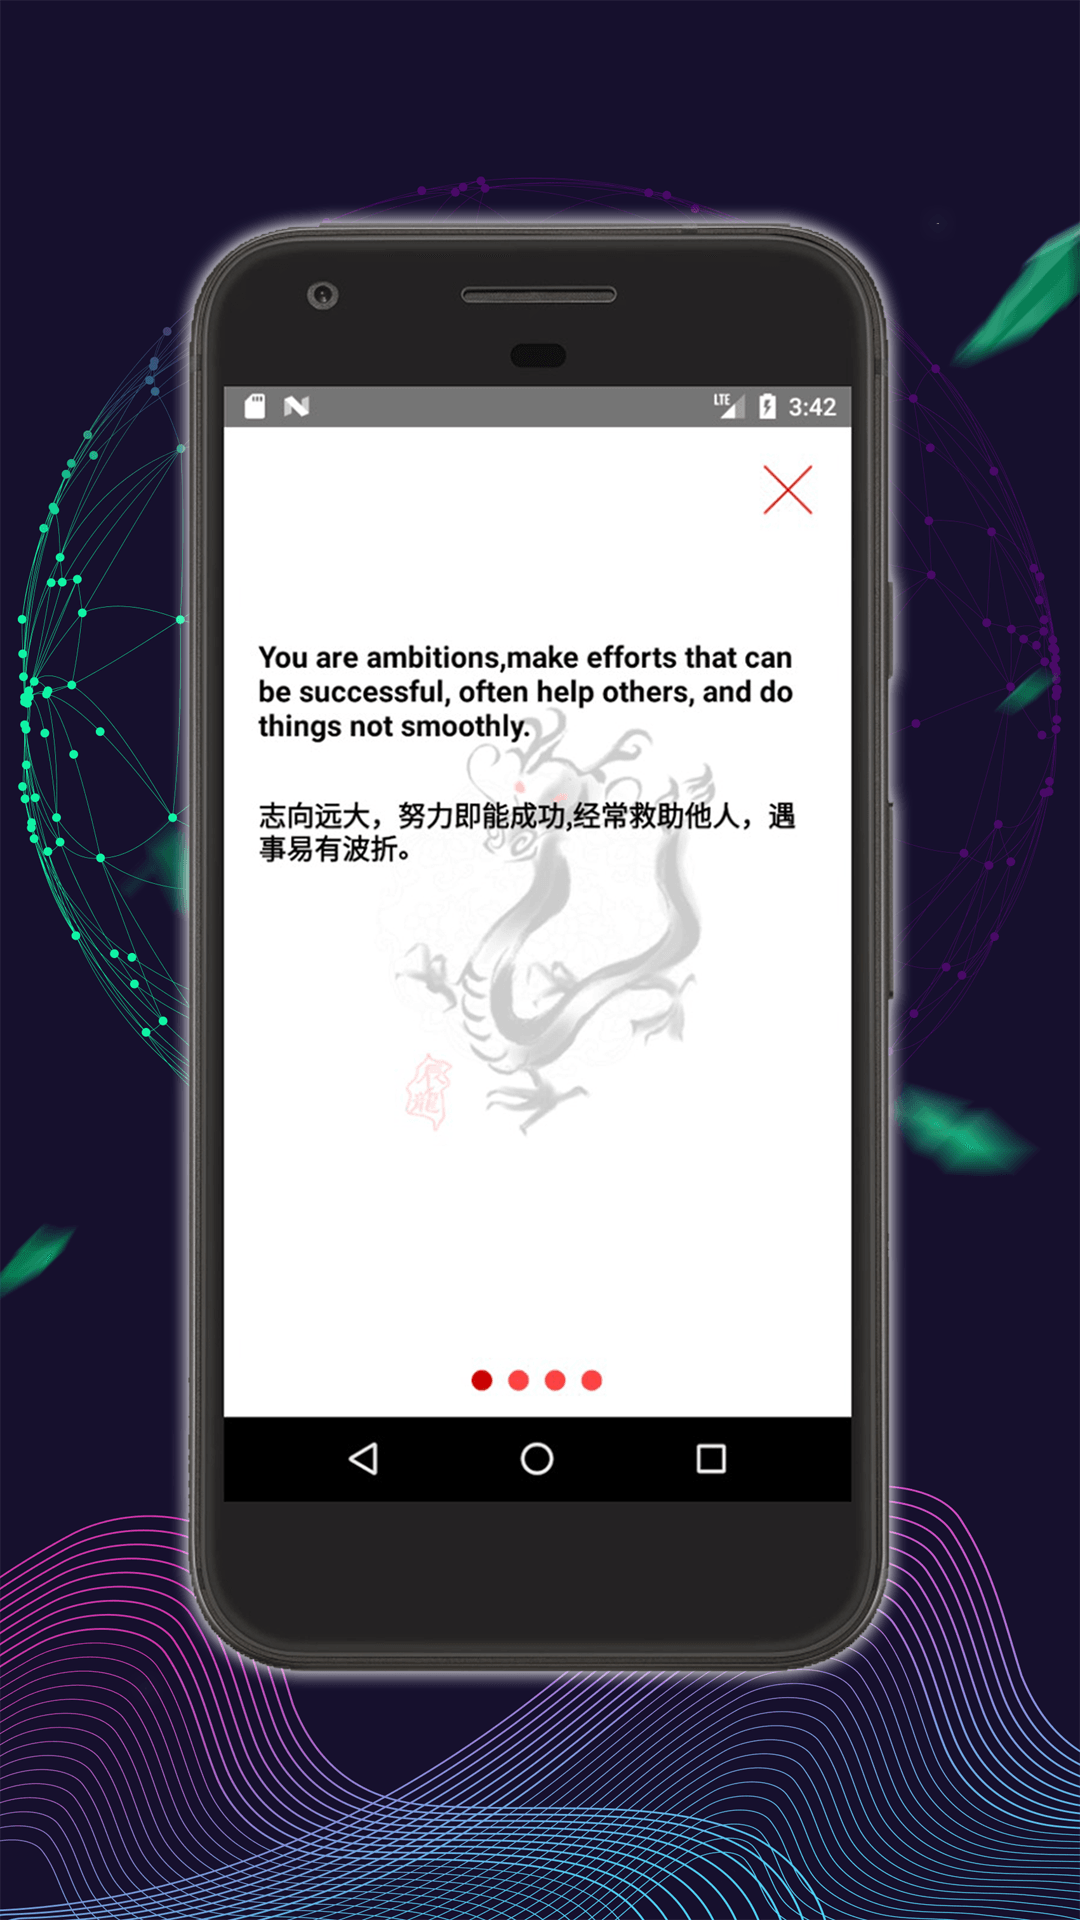 LTE 3:42
You are ambitions,make efforts that can
be successful, often help others, and do
things not smoothly.
志向远大，努力即能成功,经常救助他人，遇
事易有波折。
辰
龍